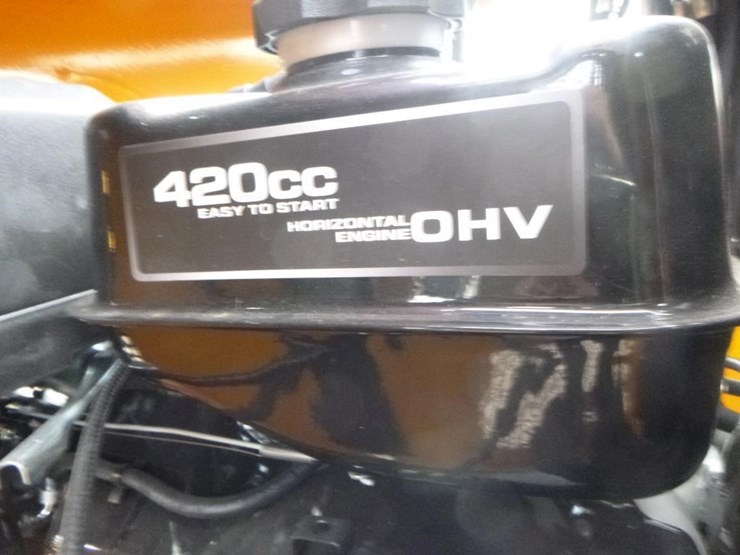 420cc
EASY TO START
HORIZONTAL
ENGINE OHV